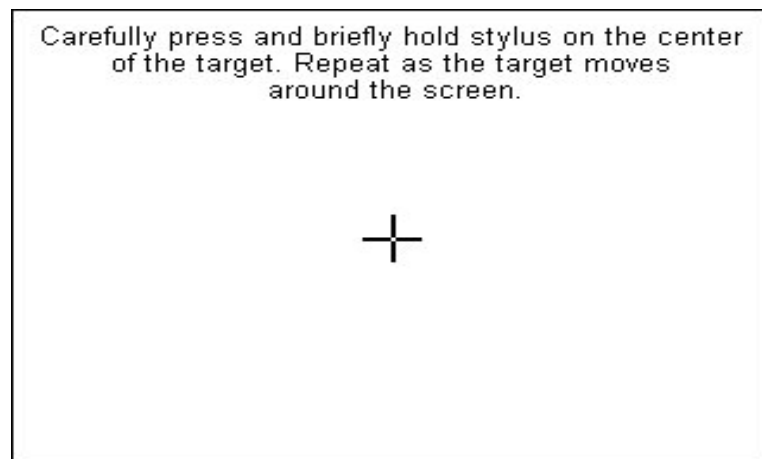 Carefully press and briefly hold stylus on the center
of the target. Repeat as the target moves
around the screen.